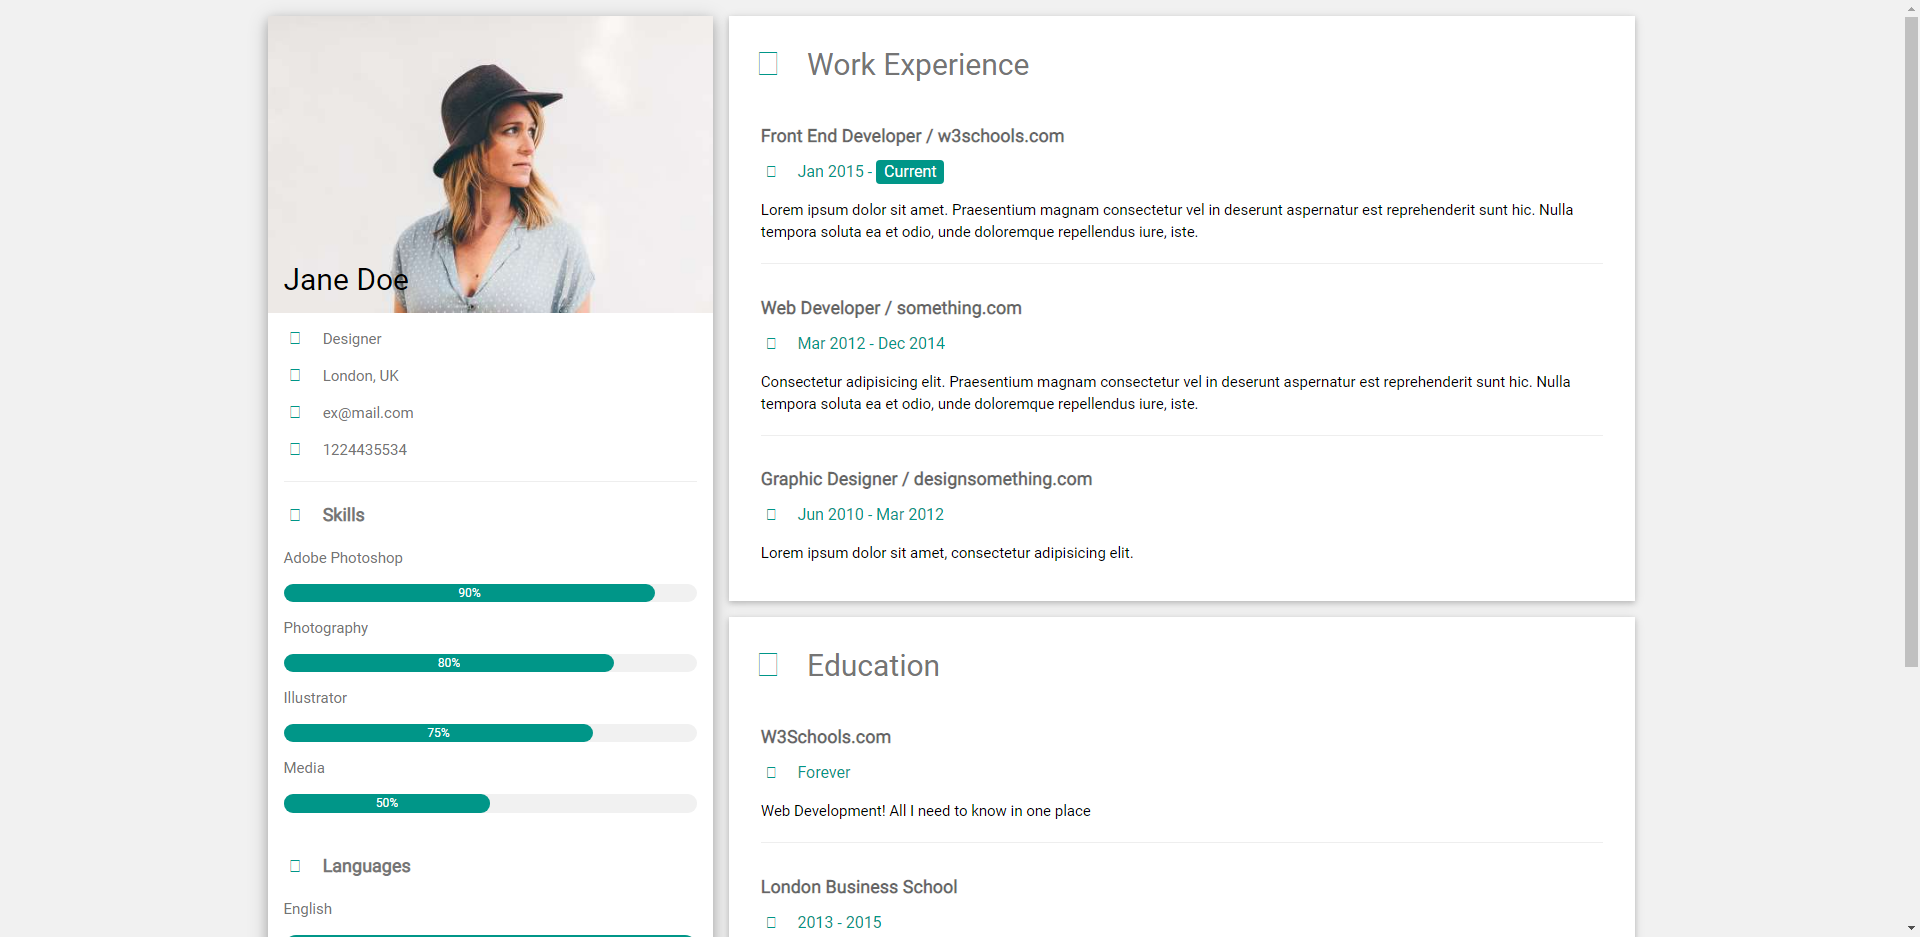 Jane Doe
Designer
London, UK
ex@mail.com
1224435534
Skills
Adobe Photoshop
90%
Photography
80%
Illustrator
75%
Media
50%
Languages
English
Work Experience
Front End Developer / w3schools.com
Jan 2015 - Current
Lorem ipsum dolor sit amet. Praesentium magnam consectetur vel in deserunt aspernatur est reprehenderit sunt hic. Nulla
tempora soluta ea et odio, unde doloremque repellendus iure, iste.
Web Developer / something.com
Mar 2012 - Dec 2014
Consectetur adipisicing elit. Praesentium magnam consectetur vel in deserunt aspernatur est reprehenderit sunt hic. Nulla
tempora soluta ea et odio, unde doloremque repellendus iure, iste.
Graphic Designer / designsomething.com
Jun 2010 - Mar 2012
Lorem ipsum dolor sit amet, consectetur adipisicing elit.
Education
W3Schools.com
Forever
Web Development! All I need to know in one place
London Business School
2013 - 2015